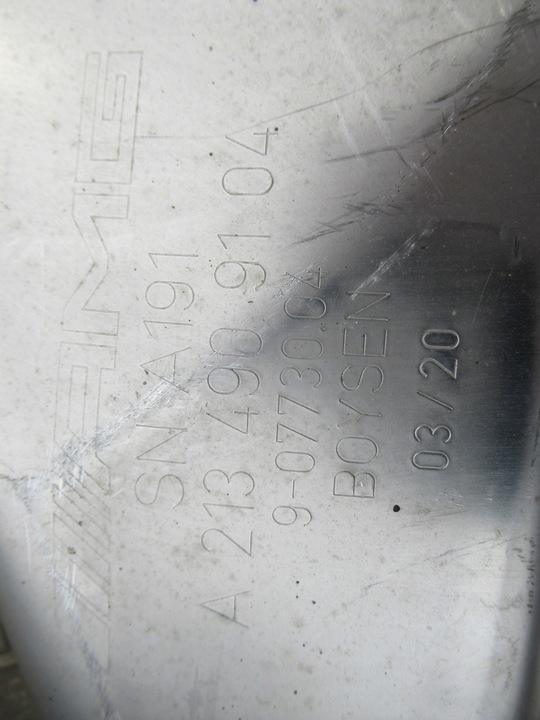 AMG
SN A191
A 213 490 91 04
9-07730.04
BOYSEN
03/20